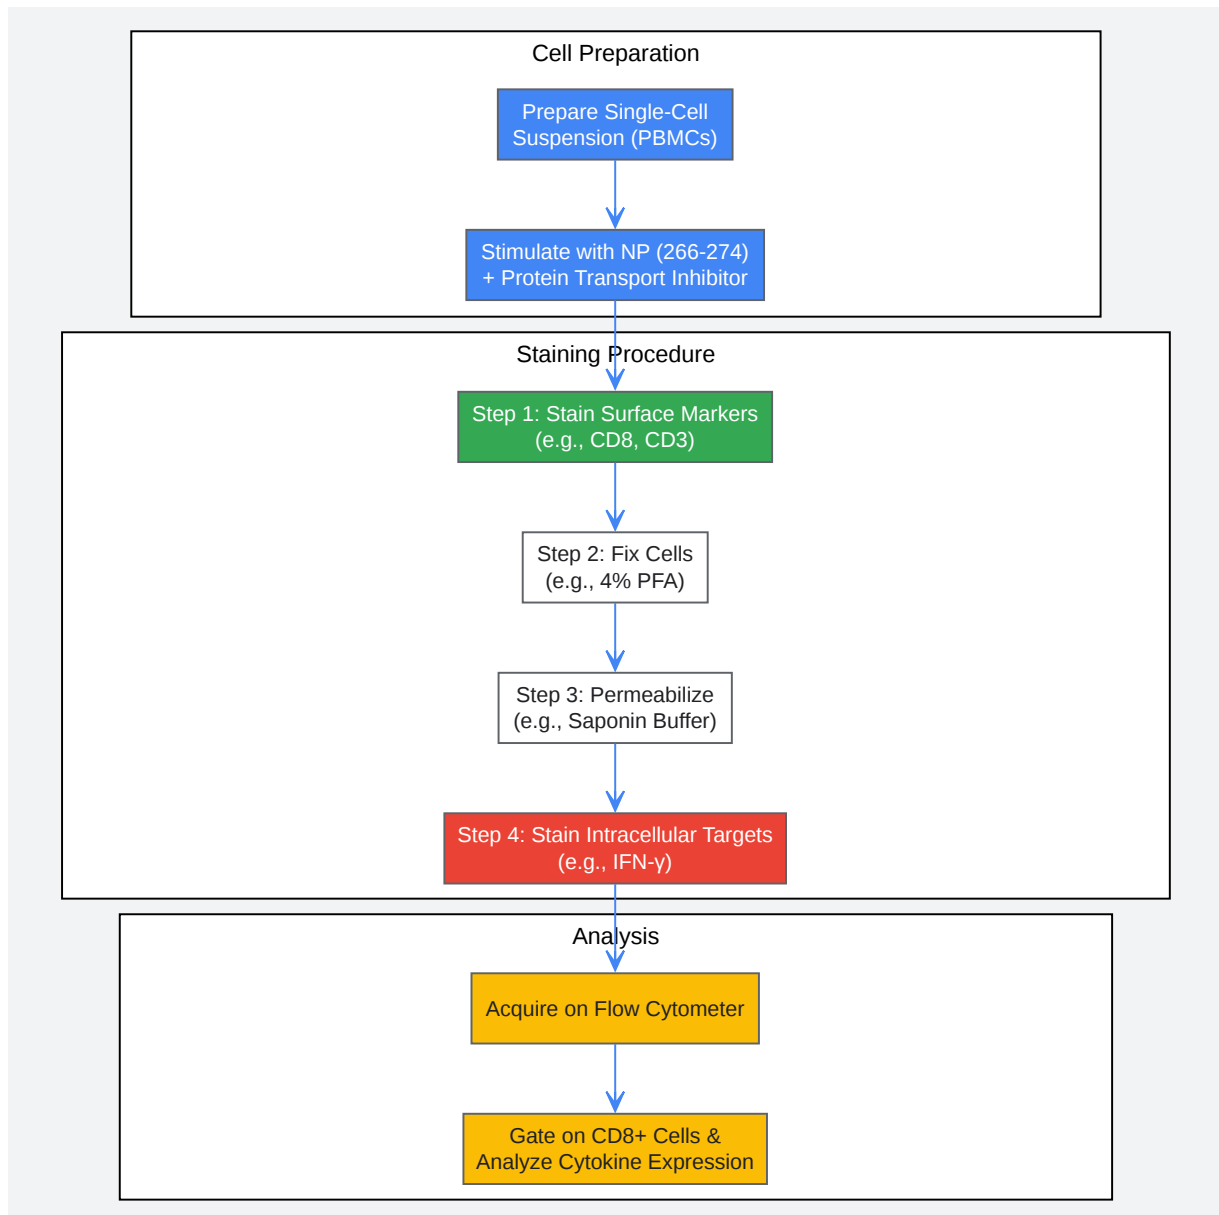 Cell Preparation
Prepare Single-Cell
Suspension (PBMCs)
Stimulate with NP (266-274)
+ Protein Transport Inhibitor
Staining Procedure
Step 1: Stain Surface Markers
(e.g., CD8, CD3)
Step 2: Fix Cells
(e.g., 4% PFA)
Step 3: Permeabilize
(e.g., Saponin Buffer)
Step 4: Stain Intracellular Targets
(e.g., IFN-γ)
Analysis
Acquire on Flow Cytometer
Gate on CD8+ Cells &
Analyze Cytokine Expression